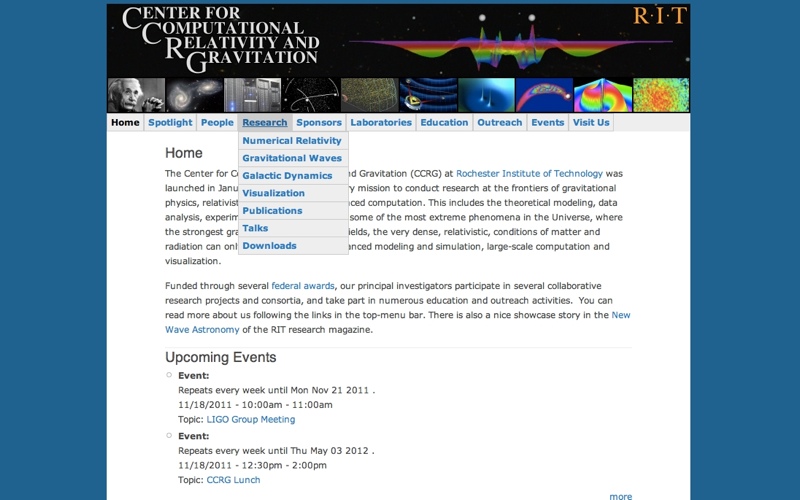 CENTER FOR
COMPUTATIONAL
RELATIVITY AND
GRAVITATION
R·I·T
Home Spotlight People Research Sponsors Laboratories Education Outreach Events Visit Us
Numerical Relativity
Gravitational Waves
Galactic Dynamics
Visualization
Publications
Talks
Downloads
Home
The Center for Co nd Gravitation (CCRG) at Rochester Institute of Technology was
launched in Janu ry mission to conduct research at the frontiers of gravitational
physics, relativist nced computation. This includes the theoretical modeling, data
analysis, experim some of the most extreme phenomena in the Universe, where
the strongest gra ields, the very dense, relativistic, conditions of matter and
radiation can onl anced modeling and simulation, large-scale computation and
visualization.
Funded through several federal awards, our principal investigators participate in several collaborative
research projects and consortia, and take part in numerous education and outreach activities. You can
read more about us following the links in the top-menu bar. There is also a nice showcase story in the New
Wave Astronomy of the RIT research magazine.
Upcoming Events
Event:
Repeats every week until Mon Nov 21 2011 .
11/18/2011 - 10:00am - 11:00am
Topic: LIGO Group Meeting
Event:
Repeats every week until Thu May 03 2012 .
11/18/2011 - 12:30pm - 2:00pm
Topic: CCRG Lunch
more